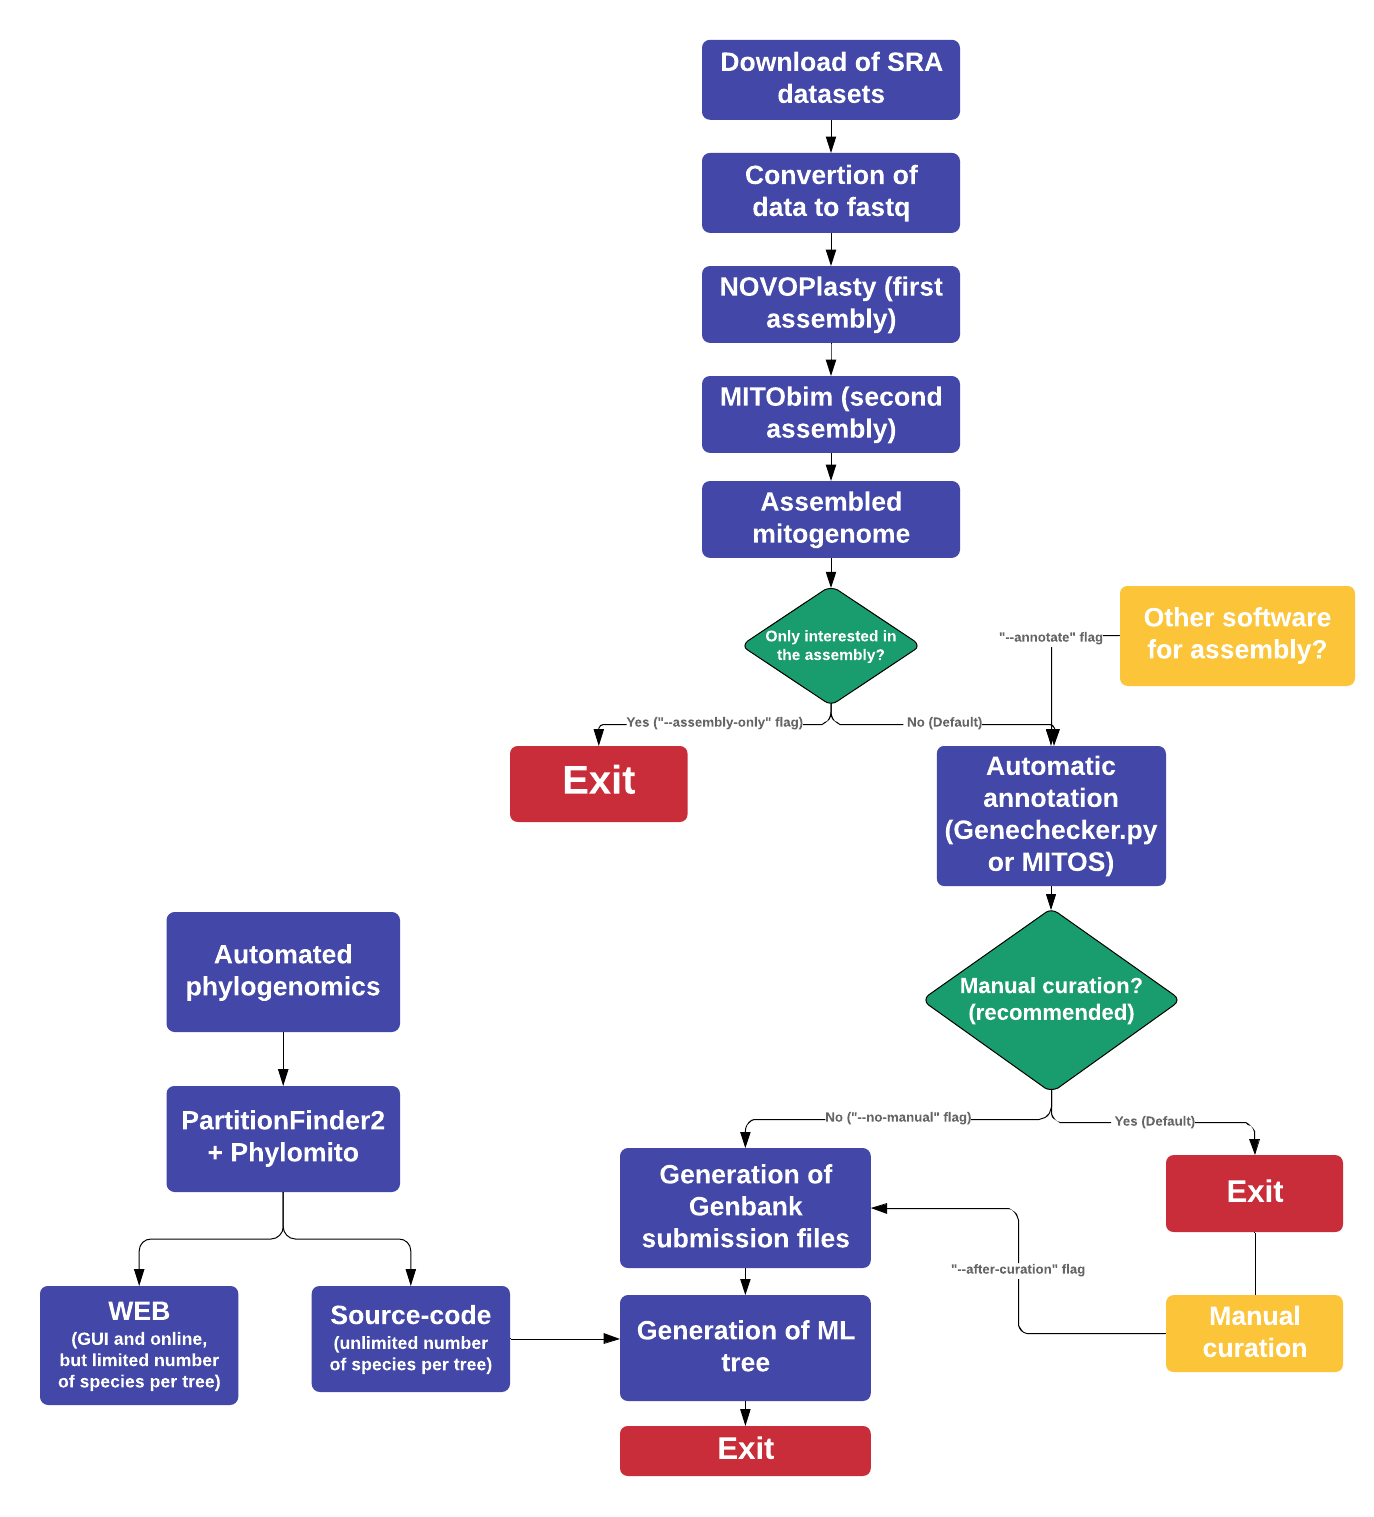 Download of SRA
datasets
Convertion of
data to fastq
NOVOPlasty (first
assembly)
MITObim (second
assembly)
Assembled
mitogenome
Only interested in
the assembly?
Other software
for assembly?
"--annotate" flag
Yes ("--assembly-only" flag)
No (Default)
Exit
Automatic
annotation
(Genechecker.py
or MITOS)
Manual curation?
(recommended)
No ("--no-manual" flag)
Yes (Default)
Exit
Manual
curation
"--after-curation" flag
Generation of
Genbank
submission files
Generation of ML
tree
Exit
Automated
phylogenomics
PartitionFinder2
+ Phylomito
WEB
(GUI and online,
but limited number
of species per tree)
Source-code
(unlimited number
of species per tree)